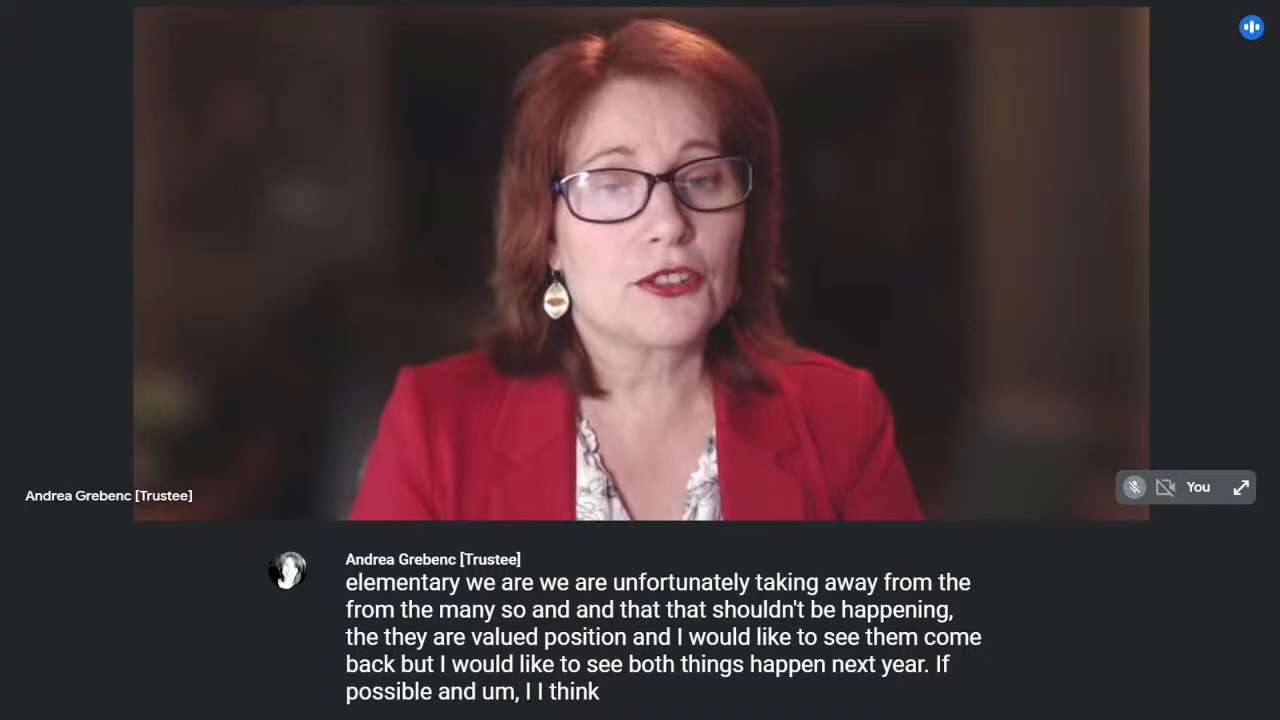 Andrea Grebenc [Trustee]
You
Andrea Grebenc [Trustee]
elementary we are we are unfortunately taking away from the
from the many so and and that that shouldn't be happening,
the they are valued position and I would like to see them come
back but I would like to see both things happen next year. If
possible and um, I I think